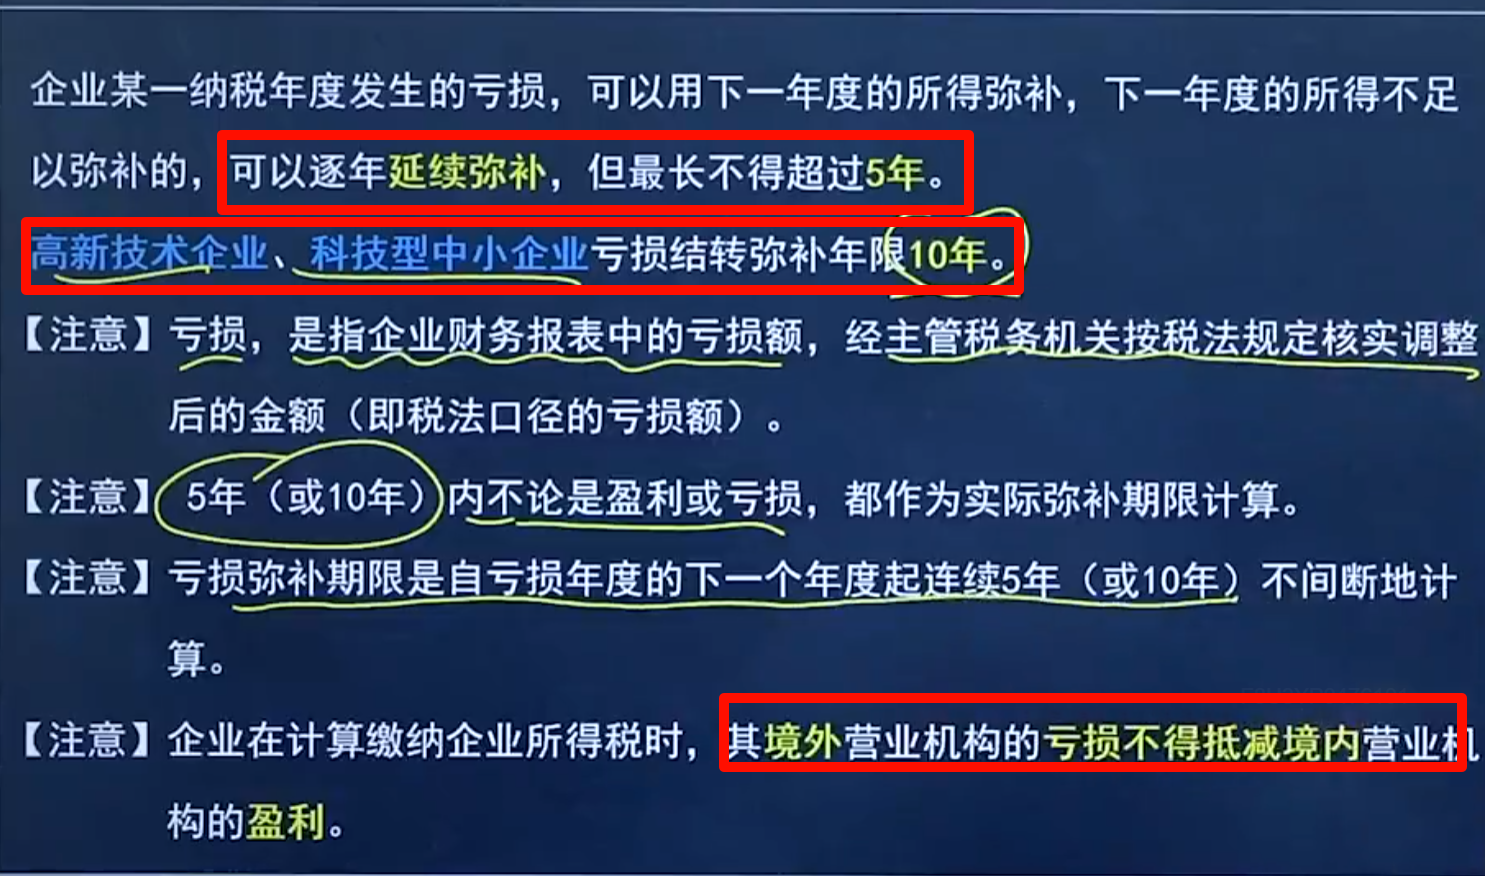 企业某一纳税年度发生的亏损，可以用下一年度的所得弥补，下一年度的所得不足
以弥补的，可以逐年延续弥补，但最长不得超过5年。
高新技术企业、科技型中小企业亏损结转弥补年限10年。
【注意】亏损，是指企业财务报表中的亏损额，经主管税务机关按税法规定核实调整
后的金额（即税法口径的亏损额）。
【注意】5年（或10年）内不论是盈利或亏损，都作为实际弥补期限计算。
【注意】亏损弥补期限是自亏损年度的下一个年度起连续5年（或10年）不间断地计
算。
【注意】企业在计算缴纳企业所得税时，其境外营业机构的亏损不得抵减境内营业机
构的盈利。